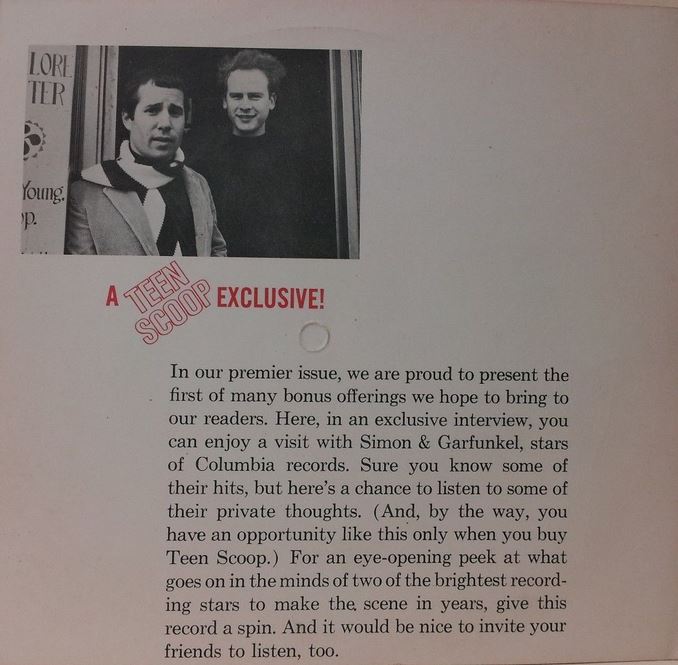 LORE
TER
Young.
p.
A TEEN SCOOP EXCLUSIVE!
In our premier issue, we are proud to present the
first of many bonus offerings we hope to bring to
our readers. Here, in an exclusive interview, you
can enjoy a visit with Simon & Garfunkel, stars
of Columbia records. Sure you know some of
their hits, but here's a chance to listen to some of
their private thoughts. (And, by the way, you
have an opportunity like this only when you buy
Teen Scoop.) For an eye-opening peek at what
goes on in the minds of two of the brightest record-
ing stars to make the scene in years, give this
record a spin. And it would be nice to invite your
friends to listen, too.